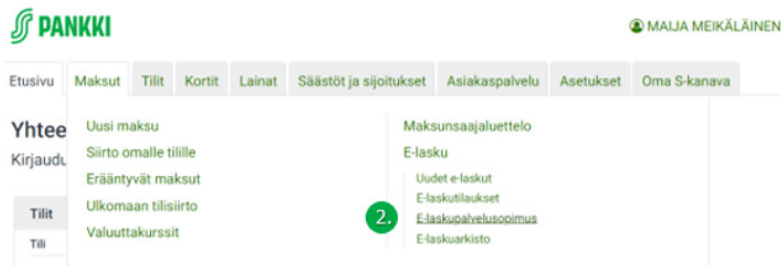 PANKKI
MAIJA MEIKÄLÄINEN
Etusivu Maksut Tilit Kortit Lainat Säästöt ja sijoitukset Asiakaspalvelu Asetukset Oma S-kanava
Yhtee
Kirjaudu
Tilit
Tili
Uusi maksu
Siirto omalle tilille
Erääntyvät maksut
Ulkomaan tilisiirto
Valuuttakurssit
Maksunsaajaluettelo
E-lasku
Uudet e-laskut
E-laskutilaukset
2. E-laskupalvelusopimus
E-laskuarkisto